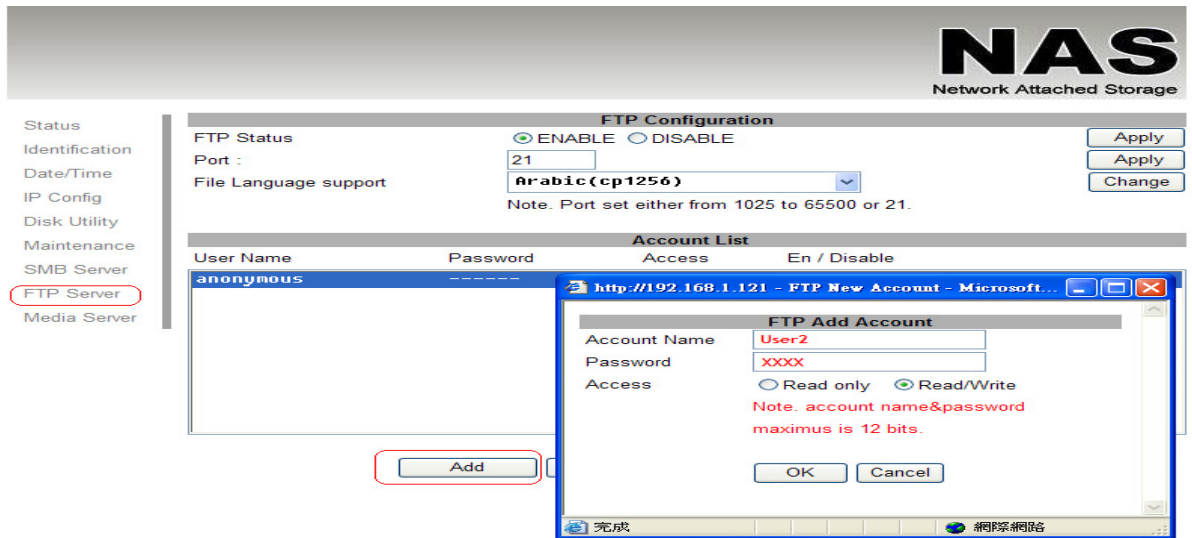 NAS
Network Attached Storage
Status
Identification
Date/Time
IP Config
Disk Utility
Maintenance
SMB Server
FTP Server
Media Server
FTP Configuration
FTP Status ENABLE DISABLE Apply
Port : 21 Apply
File Language support Arabic(cp1256) Change
Note. Port set either from 1025 to 65500 or 21.
Account List
User Name Password Access En / Disable
anonymous ------
Add
http://192.168.1.121 - FTP New Account - Microsoft...
FTP Add Account
Account Name User2
Password XXXX
Access Read only Read/Write
Note. account name&password
maximus is 12 bits.
OK Cancel
完成 網際網路